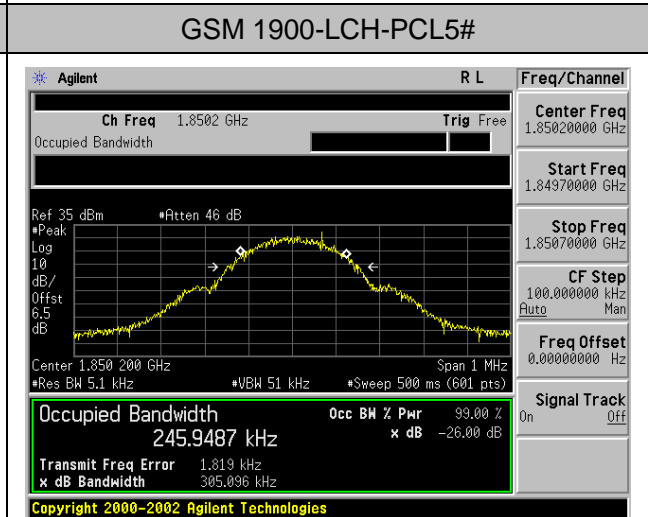 GSM 1900-LCH-PCL5#
Agilent R L Freq/Channel
Ch Freq 1.8502 GHz Trig Free
Occupied Bandwidth
Center Freq
1.85020000 GHz
Start Freq
1.84970000 GHz
Stop Freq
1.85070000 GHz
CF Step
100.000000 kHz
Auto Man
Freq Offset
0.00000000 Hz
Signal Track
On Off
Ref 35 dBm #Atten 46 dB
#Peak
Log
10
dB/
Offst
6.5
dB
Center 1.850 200 GHz Span 1 MHz
#Res BW 5.1 kHz #VBW 51 kHz #Sweep 500 ms (601 pts)
Occupied Bandwidth Occ BW % Pwr 99.00 %
245.9487 kHz x dB -26.00 dB
Transmit Freq Error 1.819 kHz
x dB Bandwidth 305.096 kHz
Copyright 2000-2002 Agilent Technologies